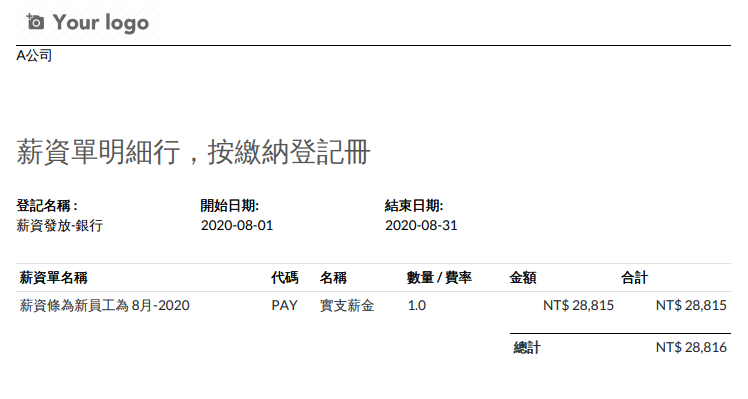 Your logo
A公司
薪資單明細行，按繳納登記冊
登記名稱 : 開始日期: 結束日期:
薪資發放-銀行 2020-08-01 2020-08-31
薪資單名稱 代碼 名稱 數量 / 費率 金額 合計
薪資條為新員工為 8月-2020 PAY 實支薪金 1.0 NT$ 28,815 NT$ 28,815
總計 NT$ 28,816